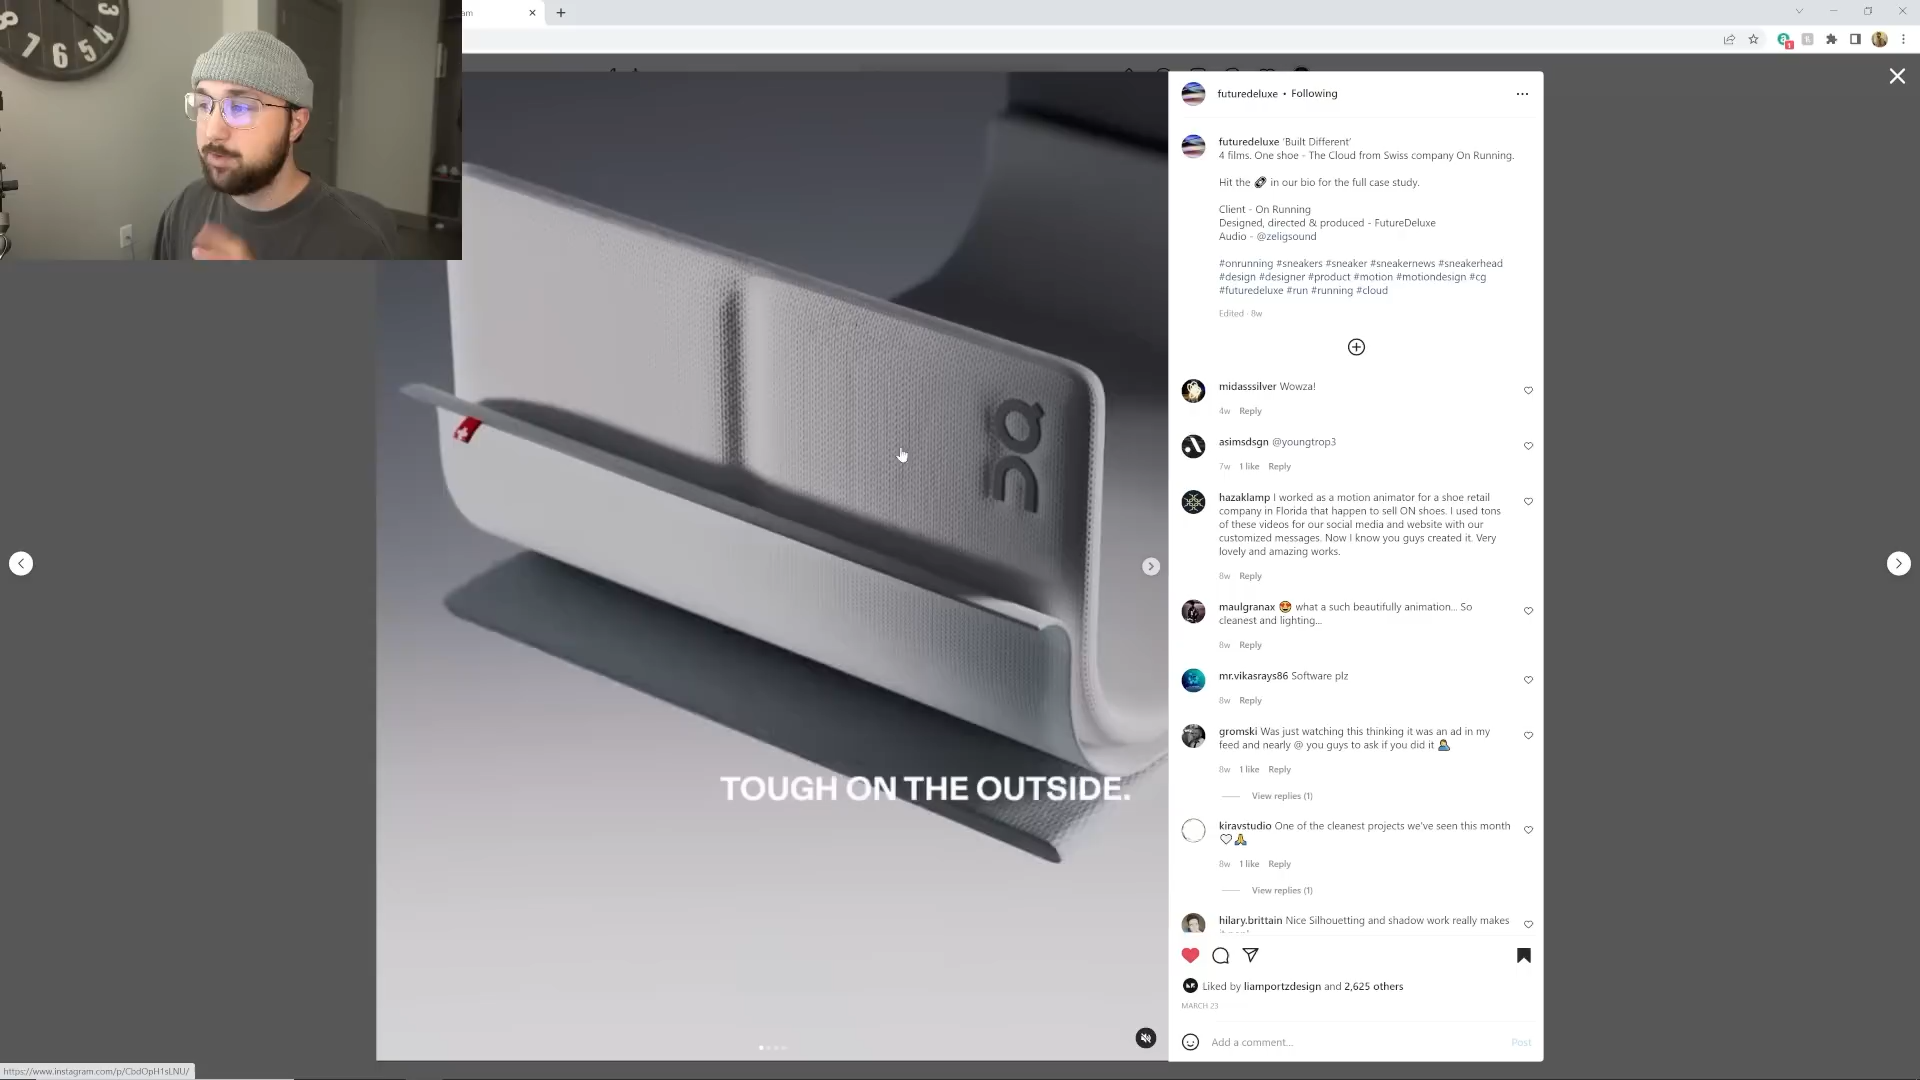 am
futuredeluxe • Following
futuredeluxe 'Built Different'
4 films. One shoe - The Cloud from Swiss company On Running.
Hit the 🔗 in our bio for the full case study.
Client - On Running
Designed, directed & produced - FutureDeluxe
Audio - @zeligsound
#onrunning #sneakers #sneaker #sneakernews #sneakerhead
#design #designer #product #motion #motiondesign #cg
#futuredeluxe #run #running #cloud
Edited · 8w
midasssilver Wowza!
4w Reply
asimsdsgn @youngtrop3
7w 1 like Reply
hazaklamp I worked as a motion animator for a shoe retail
company in Florida that happen to sell ON shoes. I used tons
of these videos for our social media and website with our
customized messages. Now I know you guys created it. Very
lovely and amazing works.
8w Reply
maulgranax 😍 what a such beautifully animation... So
cleanest and lighting...
8w Reply
mr.vikasrays86 Software plz
8w Reply
gromski Was just watching this thinking it was an ad in my
feed and nearly @ you guys to ask if you did it 🤦‍♂️
8w 1 like Reply
View replies (1)
kiravstudio One of the cleanest projects we've seen this month
🤍🙏
8w 1 like Reply
View replies (1)
hilary.brittain Nice Silhouetting and shadow work really makes
Liked by liamportzdesign and 2,625 others
MARCH 23
Add a comment...
Post
TOUGH ON THE OUTSIDE.
https://www.instagram.com/p/CbdOpH1sLNU/
8
7
6
5
4
3